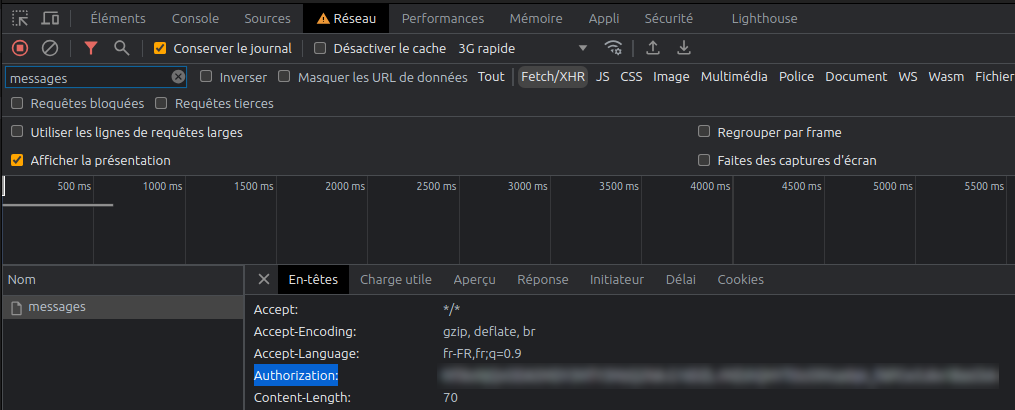 Éléments Console Sources Réseau Performances Mémoire Appli Sécurité Lighthouse
Conserver le journal Désactiver le cache 3G rapide
messages Inverser Masquer les URL de données Tout Fetch/XHR JS CSS Image Multimédia Police Document WS Wasm Fichier
Requêtes bloquées Requêtes tierces
Utiliser les lignes de requêtes larges Regrouper par frame
Afficher la présentation Faites des captures d'écran
500 ms 1000 ms 1500 ms 2000 ms 2500 ms 3000 ms 3500 ms 4000 ms 4500 ms 5000 ms 5500 ms
Nom En-têtes Charge utile Aperçu Réponse Initiateur Délai Cookies
messages Accept: */*
Accept-Encoding: gzip, deflate, br
Accept-Language: fr-FR,fr;q=0.9
Authorization:
Content-Length: 70